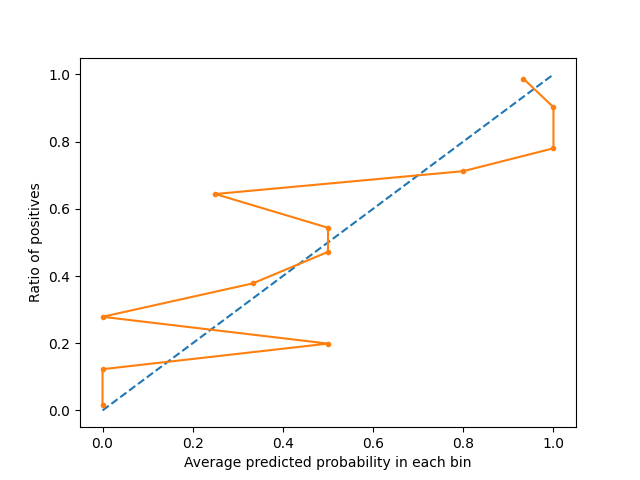 1.0
0.8
0.6
0.4
0.2
0.0
Ratio of positives
0.0 0.2 0.4 0.6 0.8 1.0
Average predicted probability in each bin